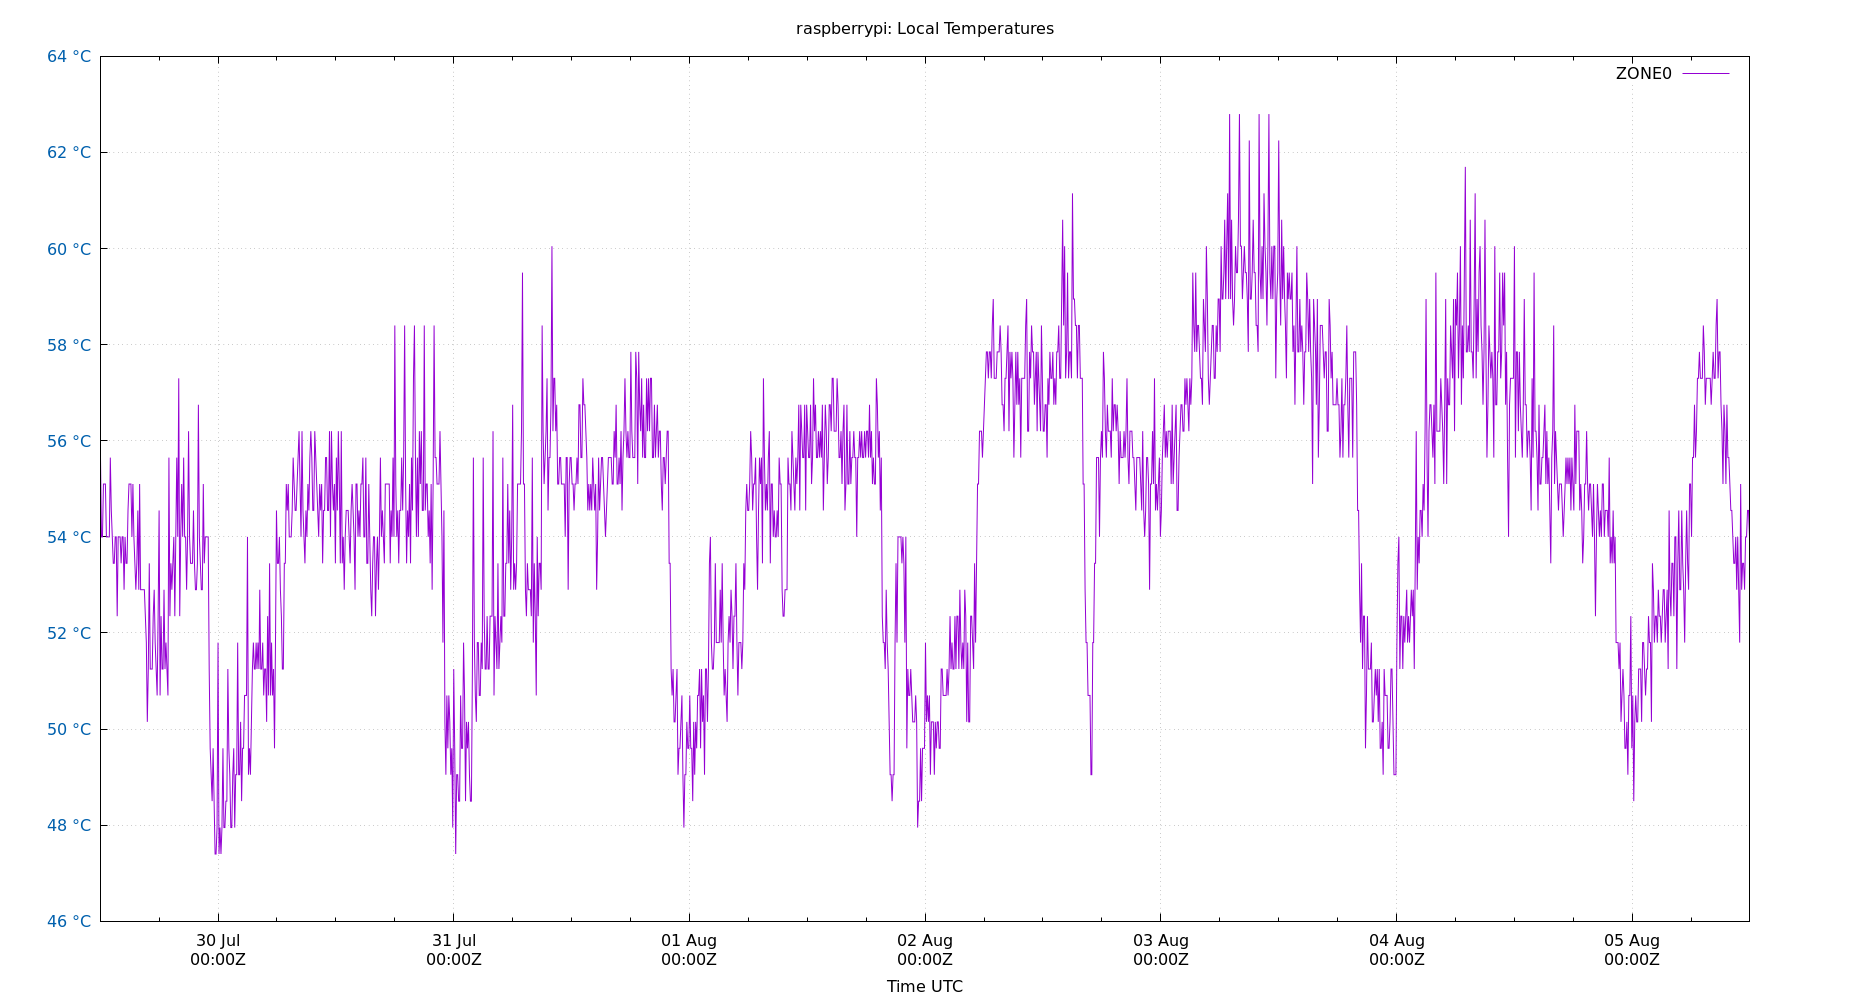 raspberrypi: Local Temperatures
64 °C
ZONE0
62 °C
60 °C
58 °C
56 °C
54 °C
52 °C
50 °C
48 °C
46 °C
30 Jul 31 Jul 01 Aug 02 Aug 03 Aug 04 Aug 05 Aug
00:00Z 00:00Z 00:00Z 00:00Z 00:00Z 00:00Z 00:00Z
Time UTC